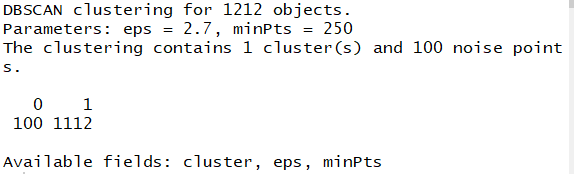 DBSCAN clustering for 1212 objects.
Parameters: eps = 2.7, minPts = 250
The clustering contains 1 cluster(s) and 100 noise point
s.
0 1
100 1112
Available fields: cluster, eps, minPts